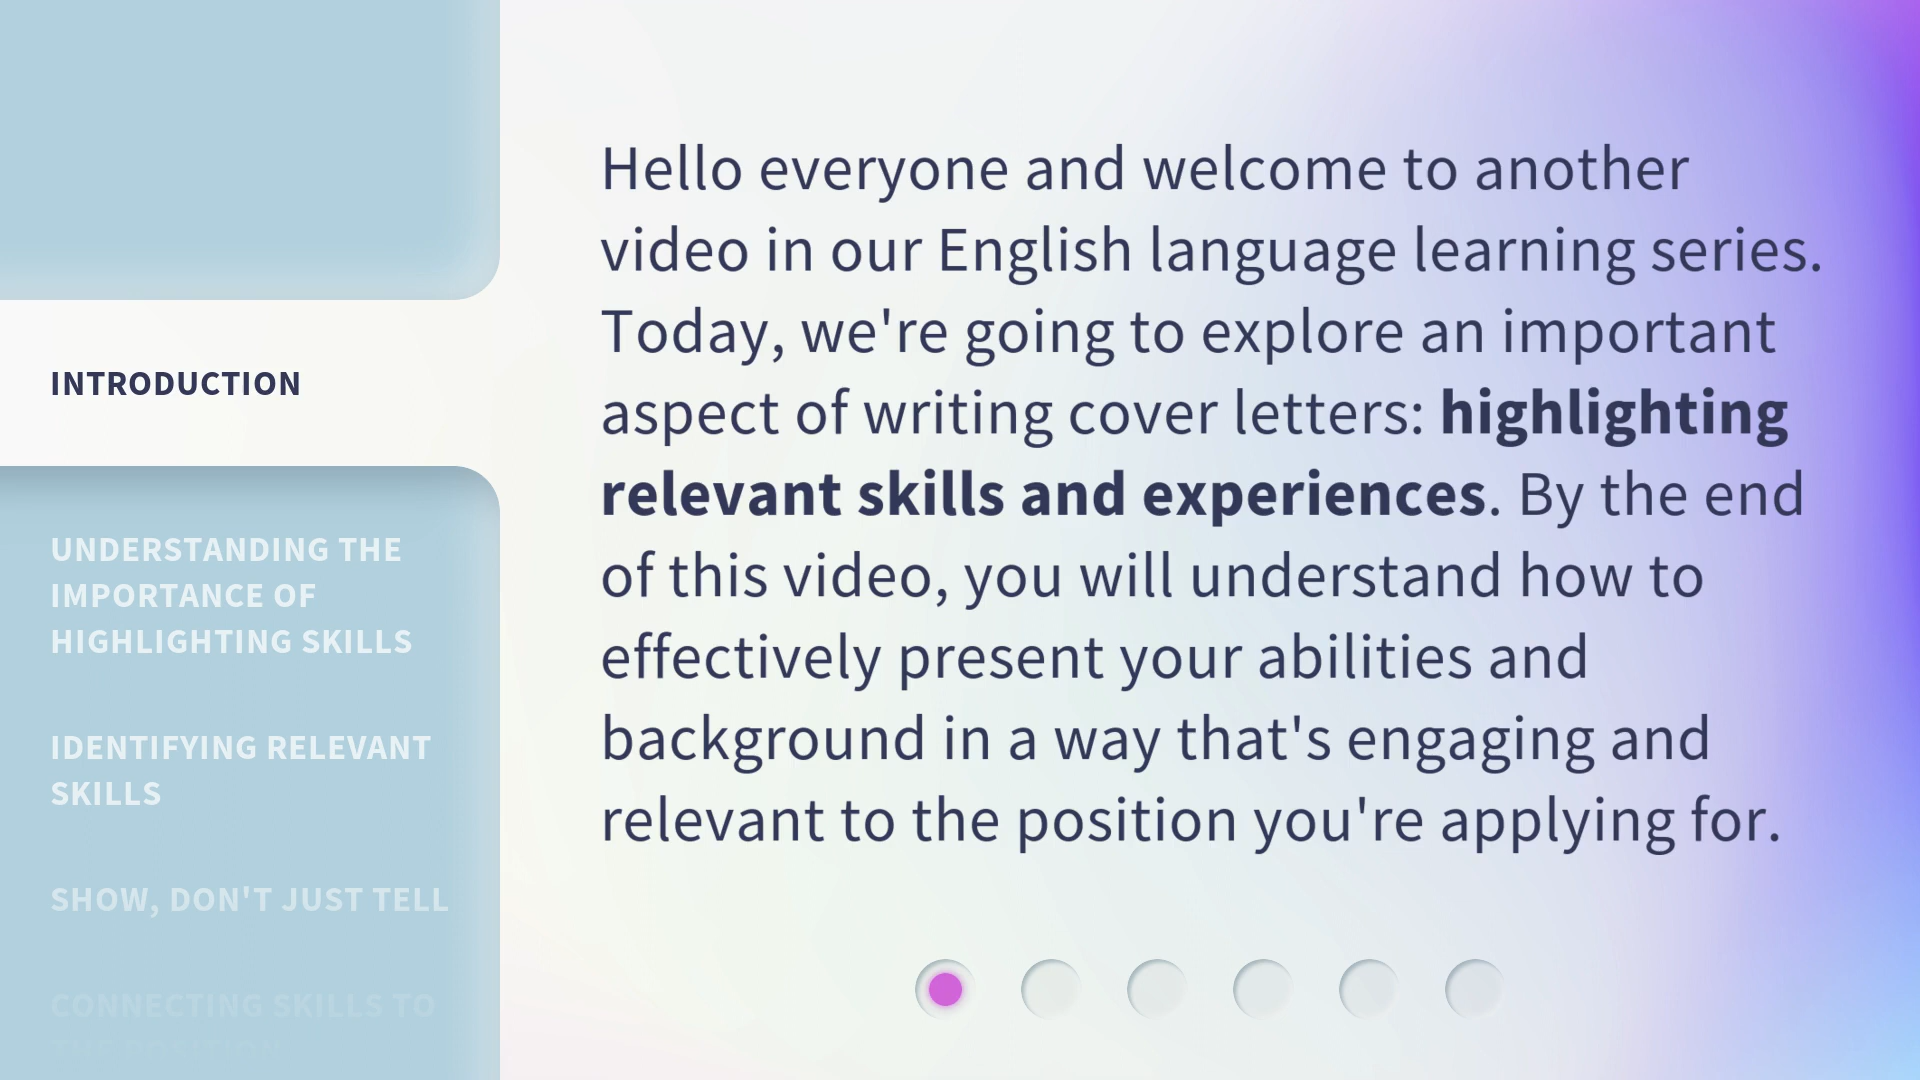 INTRODUCTION
UNDERSTANDING THE
IMPORTANCE OF
HIGHLIGHTING SKILLS
IDENTIFYING RELEVANT
SKILLS
SHOW, DON'T JUST TELL
CONNECTING SKILLS TO
THE POSITION
Hello everyone and welcome to another
video in our English language learning series.
Today, we're going to explore an important
aspect of writing cover letters: highlighting
relevant skills and experiences. By the end
of this video, you will understand how to
effectively present your abilities and
background in a way that's engaging and
relevant to the position you're applying for.